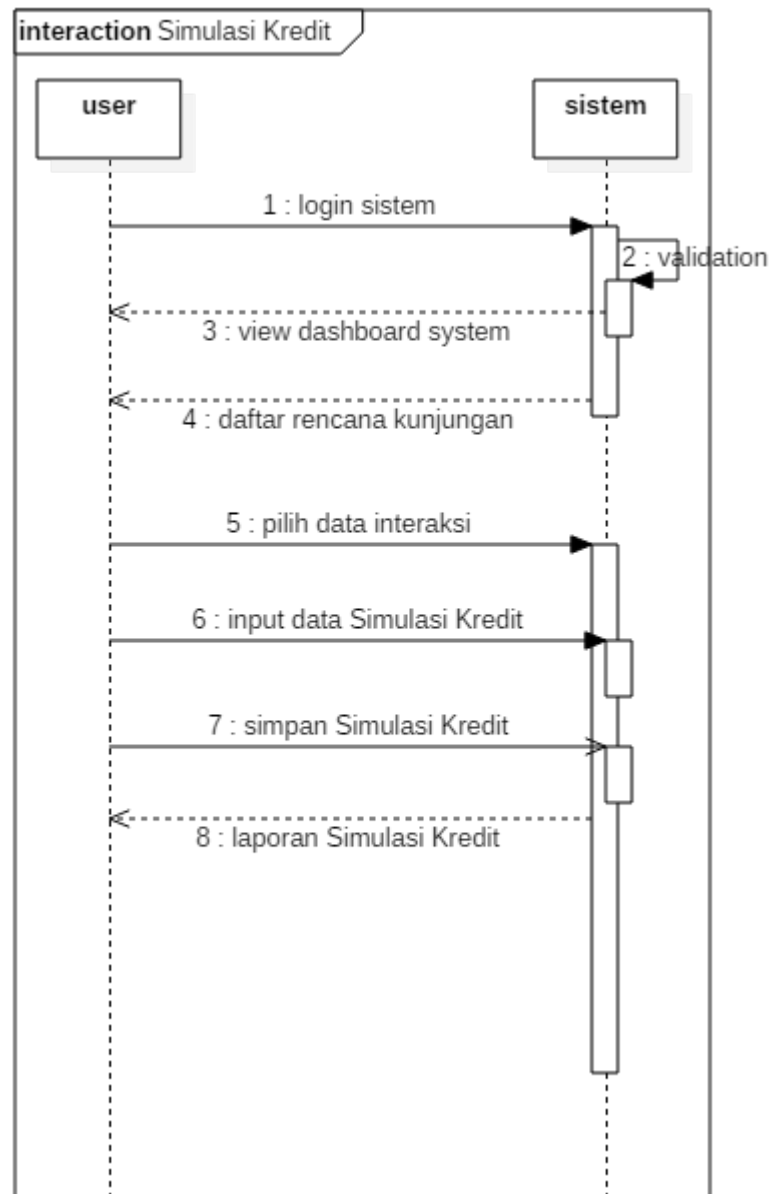 interaction Simulasi Kredit
user
sistem
1 : login sistem
2 : validation
3 : view dashboard system
4 : daftar rencana kunjungan
5 : pilih data interaksi
6 : input data Simulasi Kredit
7 : simpan Simulasi Kredit
8 : laporan Simulasi Kredit